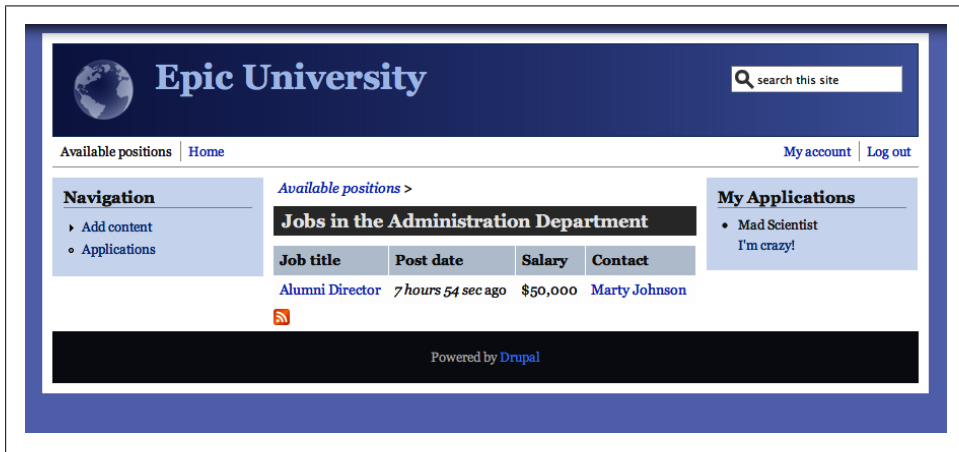 Epic University
search this site
Available positions Home My account Log out
Navigation
Add content
Applications
Available positions >
Jobs in the Administration Department
Job title Post date Salary Contact
Alumni Director 7 hours 54 sec ago $50,000 Marty Johnson
My Applications
Mad Scientist
I'm crazy!
Powered by Drupal